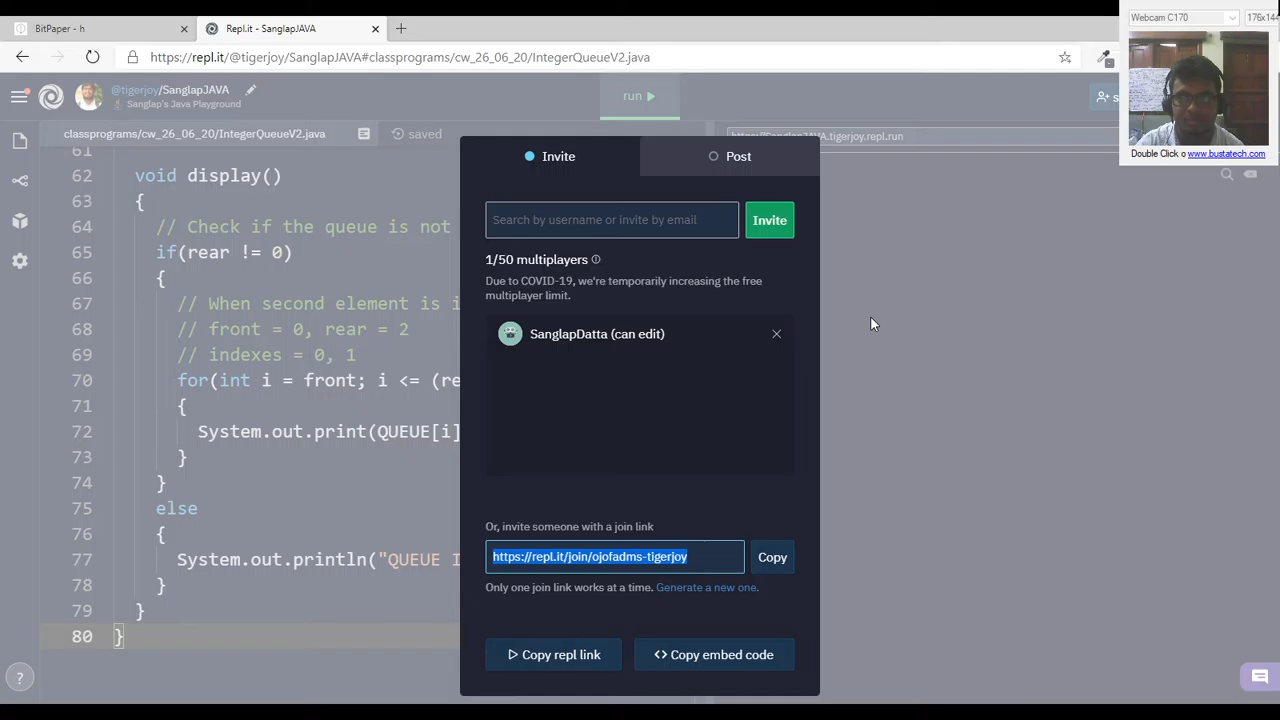 BitPaper - h
Repl.it - SanglapJAVA
https://repl.it/@tigerjoy/SanglapJAVA#classprograms/cw_26_06_20/IntegerQueueV2.java
Webcam C170
176x144
Double Click o www.bustatech.com
@tigerjoy/SanglapJAVA
Sanglap's Java Playground
run
classprograms/cw_26_06_20/IntegerQueueV2.java
saved
https://SanglapJAVA.tigerjoy.repl.run
61
62 void display()
63 {
64 // Check if the queue is not
65 if(rear != 0)
66 {
67 // When second element is i
68 // front = 0, rear = 2
69 // indexes = 0, 1
70 for(int i = front; i <= (re
71 {
72 System.out.print(QUEUE[i]
73 }
74 }
75 else
76 {
77 System.out.println("QUEUE I
78 }
79 }
80 }
Invite
Post
Search by username or invite by email
Invite
1/50 multiplayers
Due to COVID-19, we're temporarily increasing the free
multiplayer limit.
SanglapDatta (can edit)
Or, invite someone with a join link
https://repl.it/join/ojofadms-tigerjoy
Copy
Only one join link works at a time. Generate a new one.
Copy repl link
Copy embed code